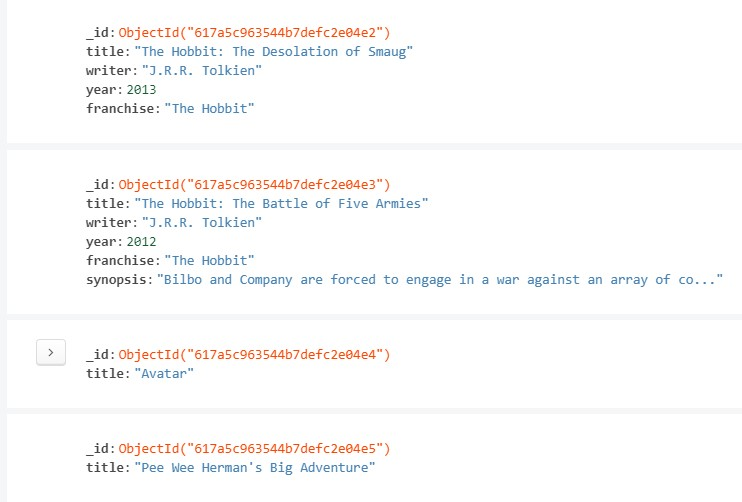 _id: ObjectId("617a5c963544b7defc2e04e2")
title: "The Hobbit: The Desolation of Smaug"
writer: "J.R.R. Tolkien"
year: 2013
franchise: "The Hobbit"
_id: ObjectId("617a5c963544b7defc2e04e3")
title: "The Hobbit: The Battle of Five Armies"
writer: "J.R.R. Tolkien"
year: 2012
franchise: "The Hobbit"
synopsis: "Bilbo and Company are forced to engage in a war against an array of co..."
_id: ObjectId("617a5c963544b7defc2e04e4")
title: "Avatar"
_id: ObjectId("617a5c963544b7defc2e04e5")
title: "Pee Wee Herman's Big Adventure"